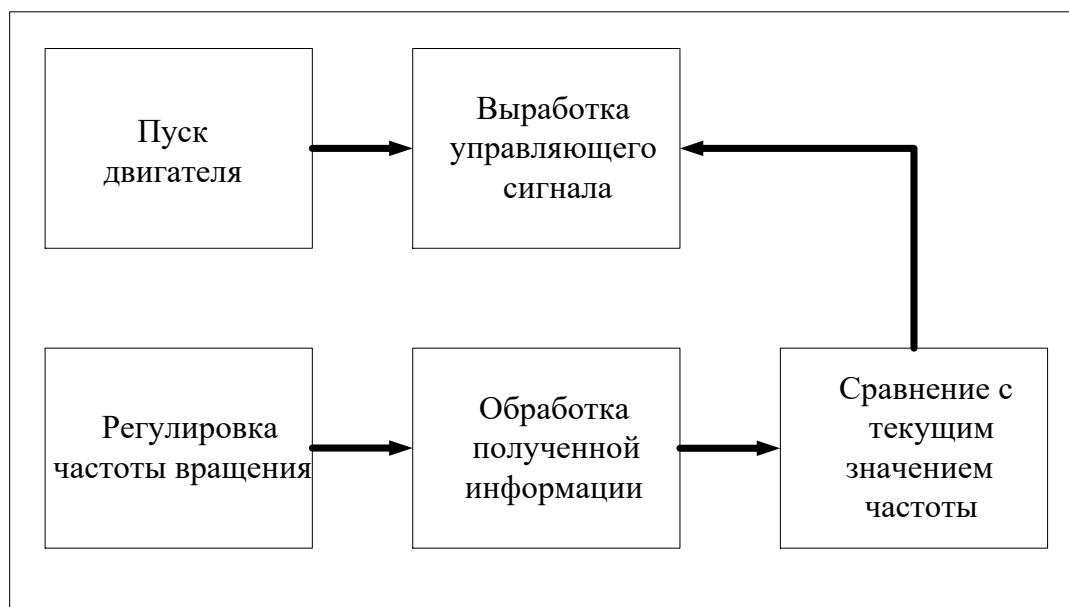 Пуск
двигателя
Выработка
управляющего
сигнала
Регулировка
частоты вращения
Обработка
полученной
информации
Сравнение с
текущим
значением
частоты